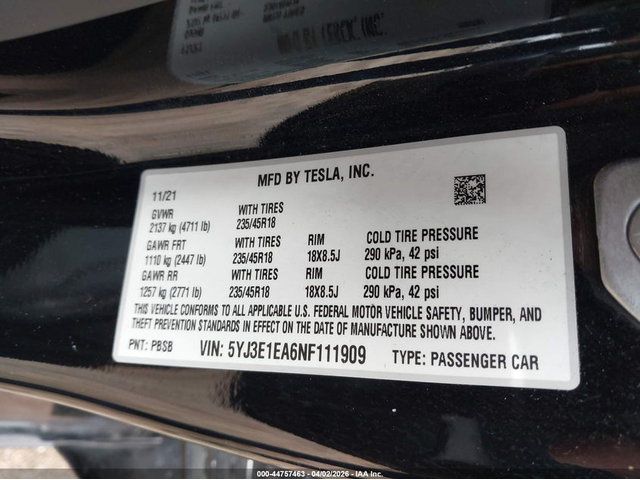 MFD BY TESLA, INC.
11/21
GVWR WITH TIRES
2137 kg (4711 lb) 235/45R18
GAWR FRT WITH TIRES RIM COLD TIRE PRESSURE
1110 kg (2447 lb) 235/45R18 18X8.5J 290 kPa, 42 psi
GAWR RR WITH TIRES RIM COLD TIRE PRESSURE
1257 kg (2771 lb) 235/45R18 18X8.5J 290 kPa, 42 psi
THIS VEHICLE CONFORMS TO ALL APPLICABLE U.S. FEDERAL MOTOR VEHICLE SAFETY, BUMPER, AND
THEFT PREVENTION STANDARDS IN EFFECT ON THE DATE OF MANUFACTURE SHOWN ABOVE.
PNT: PBSB VIN: 5YJ3E1EA6NF111909 TYPE: PASSENGER CAR
000-44757463 - 04/02/2026 - IAA Inc.